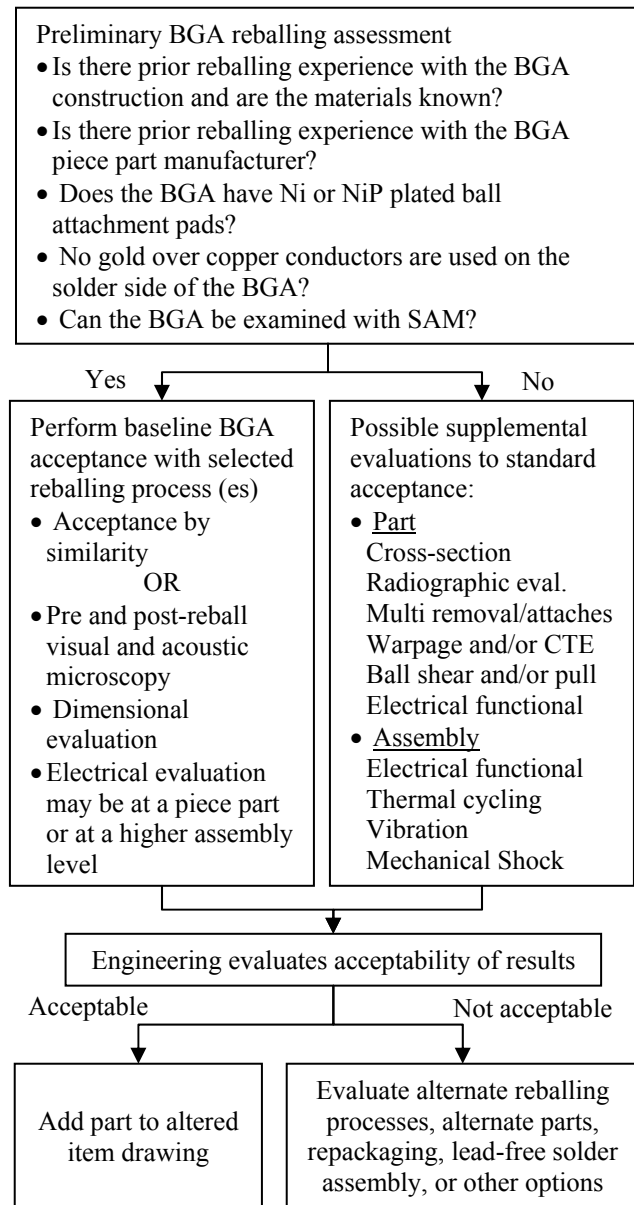 Preliminary BGA reballing assessment
• Is there prior reballing experience with the BGA
construction and are the materials known?
• Is there prior reballing experience with the BGA
piece part manufacturer?
• Does the BGA have Ni or NiP plated ball
attachment pads?
• No gold over copper conductors are used on the
solder side of the BGA?
• Can the BGA be examined with SAM?
Yes
No
Perform baseline BGA
acceptance with selected
reballing process (es)
• Acceptance by
similarity
OR
• Pre and post-reball
visual and acoustic
microscopy
• Dimensional
evaluation
• Electrical evaluation
may be at a piece part
or at a higher assembly
level
Possible supplemental
evaluations to standard
acceptance:
• Part
Cross-section
Radiographic eval.
Multi removal/attaches
Warpage and/or CTE
Ball shear and/or pull
Electrical functional
• Assembly
Electrical functional
Thermal cycling
Vibration
Mechanical Shock
Engineering evaluates acceptability of results
Acceptable
Not acceptable
Add part to altered
item drawing
Evaluate alternate reballing
processes, alternate parts,
repackaging, lead-free solder
assembly, or other options